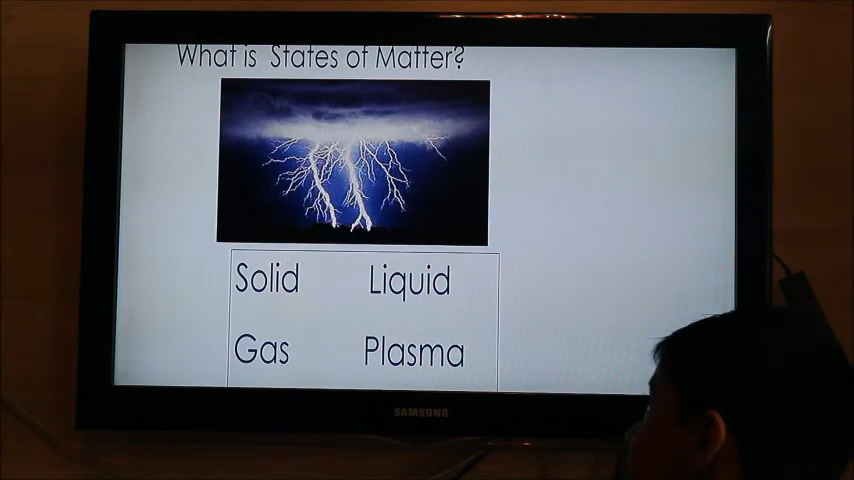 What is States of Matter?
Solid Liquid
Gas Plasma
SAMSUNG